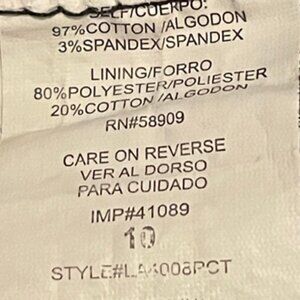 SELF/CUERPO:
97%COTTON /ALGODON
3%SPANDEX/SPANDEX
LINING/FORRO
80%POLYESTER/POLIESTER
20%COTTON /ALGODON
RN#58909
CARE ON REVERSE
VER AL DORSO
PARA CUIDADO
IMP#41089
10
STYLE#LA4008PCT